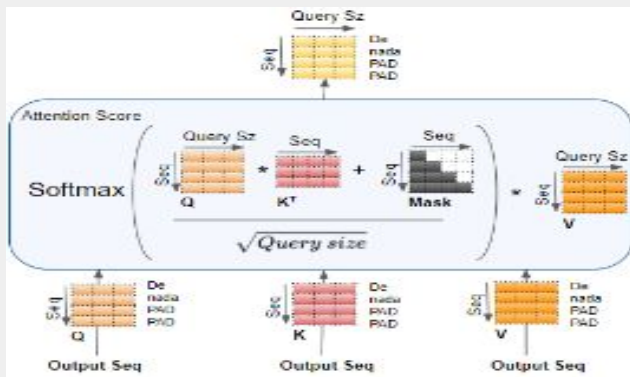 Query Sz
Seq
De
nada
PAD
PAD
Attention Score
Softmax
Query Sz
Seq
Q
*
Seq
Kᵀ
+
Seq
Seq
Mask
√Query size
*
Query Sz
Seq
V
Seq
De
nada
PAD
PAD
Q
Output Seq
Seq
De
nada
PAD
PAD
K
Output Seq
Seq
De
nada
PAD
PAD
V
Output Seq